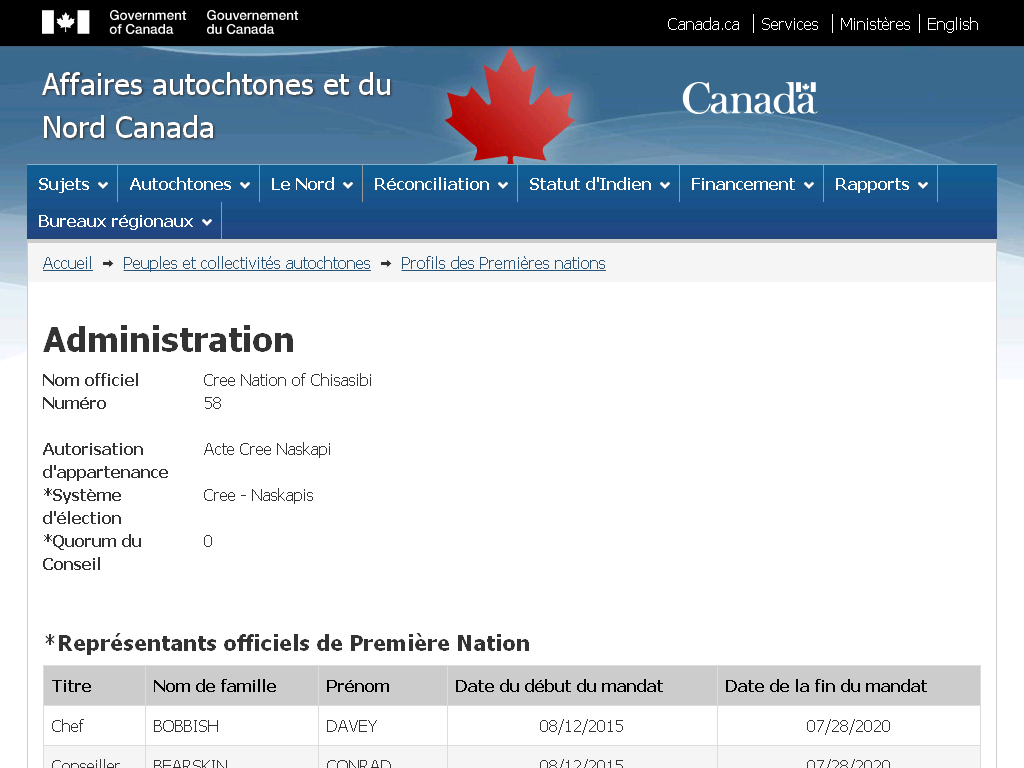 Government of Canada
Gouvernement du Canada
Canada.ca Services Ministères English
Affaires autochtones et du
Nord Canada
Canada
Sujets Autochtones Le Nord Réconciliation Statut d'Indien Financement Rapports
Bureaux régionaux
Accueil Peuples et collectivités autochtones Profils des Premières nations
Administration
Nom officiel Cree Nation of Chisasibi
Numéro 58
Autorisation d'appartenance Acte Cree Naskapi
*Système d'élection Cree - Naskapis
*Quorum du Conseil 0
*Représentants officiels de Première Nation
Titre Nom de famille Prénom Date du début du mandat Date de la fin du mandat
Chef BOBBISH DAVEY 08/12/2015 07/28/2020
Conseiller BEARSKIN CONRAD 08/12/2015 07/28/2020